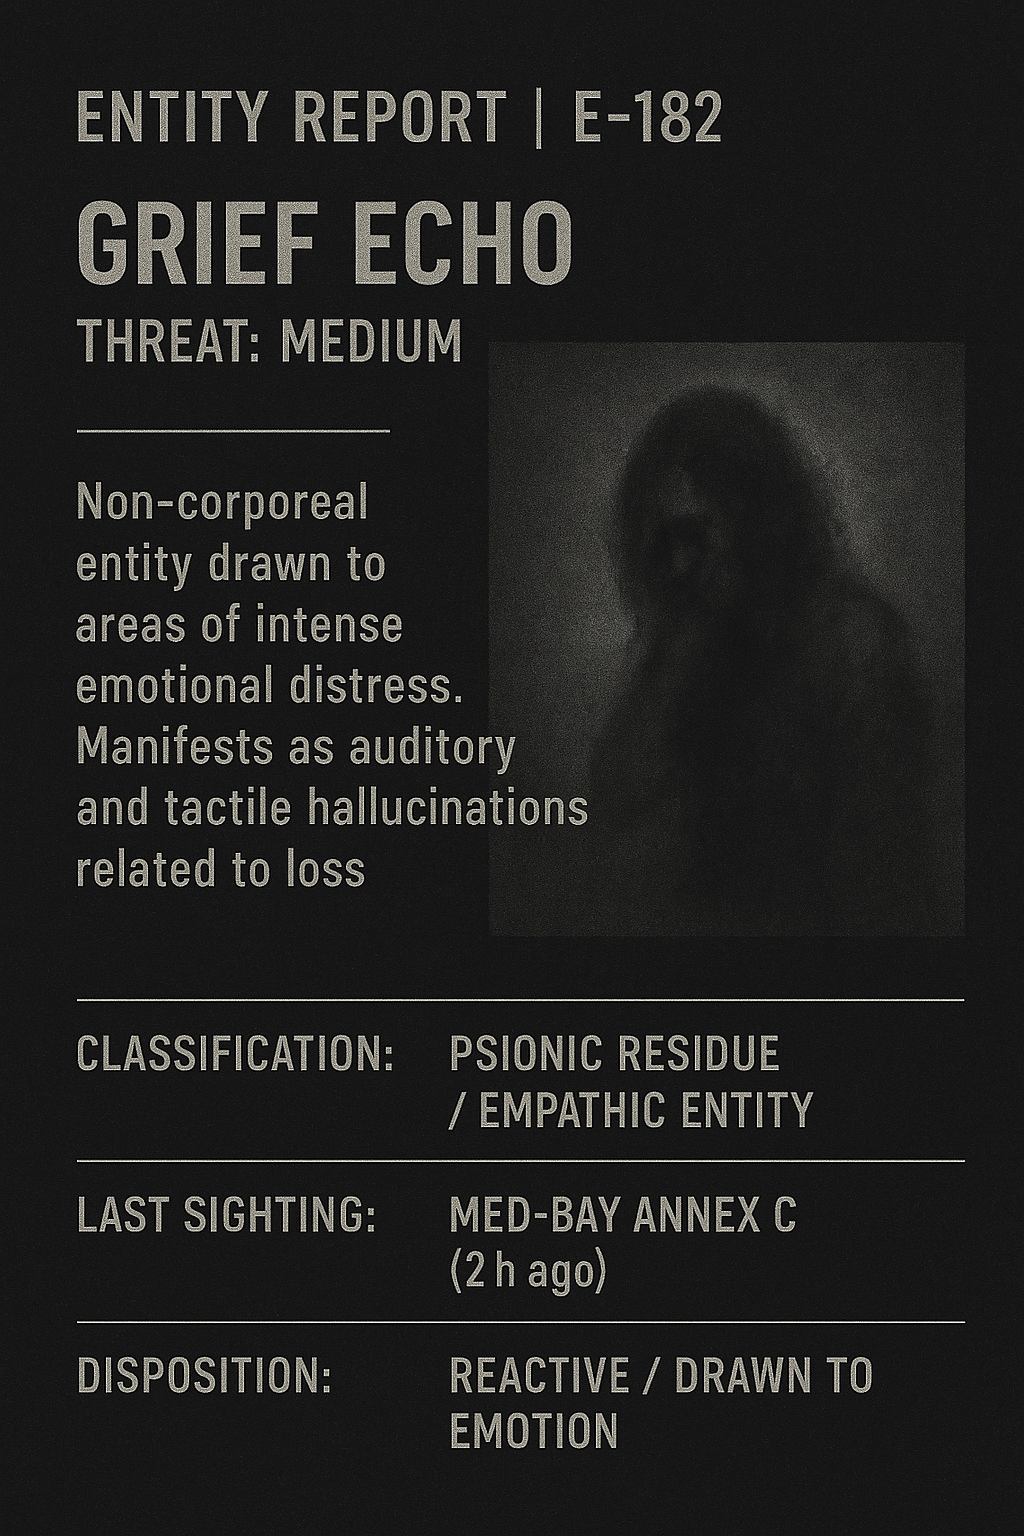 ENTITY REPORT | E-182
GRIEF ECHO
THREAT: MEDIUM
Non-corporeal
entity drawn to
areas of intense
emotional distress.
Manifests as auditory
and tactile hallucinations
related to loss
CLASSIFICATION: PSIONIC RESIDUE
/ EMPATHIC ENTITY
LAST SIGHTING: MED-BAY ANNEX C
(2 h ago)
DISPOSITION: REACTIVE / DRAWN TO
EMOTION